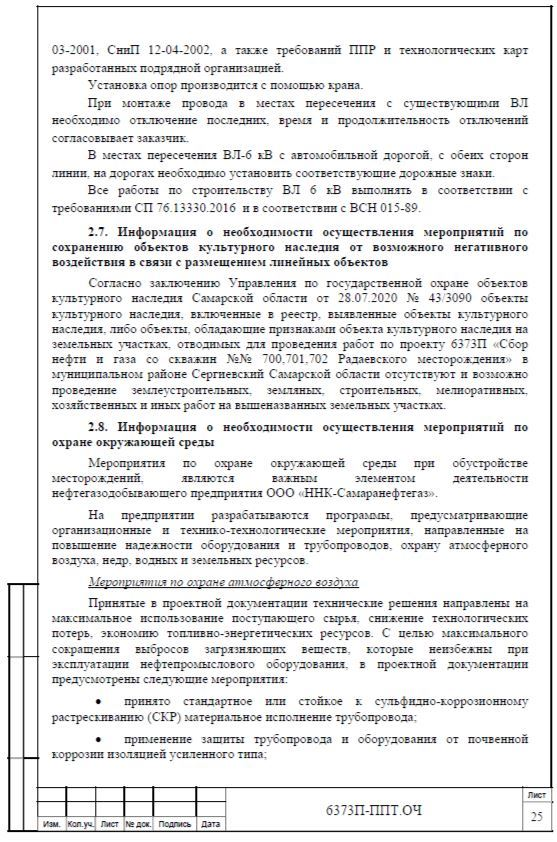 03-2001, СниП 12-04-2002, а также требований ППР и технологических карт
разработанных подрядной организацией.
Установка опор производится с помощью крана.
При монтаже провода в местах пересечения с существующими ВЛ
необходимо отключение последних, время и продолжительность отключений
согласовывает заказчик.
В местах пересечения ВЛ-6 кВ с автомобильной дорогой, с обеих сторон
линии, на дорогах необходимо установить соответствующие дорожные знаки.
Все работы по строительству ВЛ 6 кВ выполнять в соответствии с
требованиями СП 76.13330.2016 и в соответствии с ВСН 015-89.
2.7. Информация о необходимости осуществления мероприятий по
сохранению объектов культурного наследия от возможного негативного
воздействия в связи с размещением линейных объектов
Согласно заключению Управления по государственной охране объектов
культурного наследия Самарской области от 28.07.2020 № 43/3090 объекты
культурного наследия, включенные в реестр, выявленные объекты культурного
наследия, либо объекты, обладающие признаками объекта культурного наследия на
земельных участках, отводимых для проведения работ по проекту 6373П «Сбор
нефти и газа со скважин №№ 700,701,702 Радаевского месторождения» в
муниципальном районе Сергиевский Самарской области отсутствуют и возможно
проведение землеустроительных, земляных, строительных, мелиоративных,
хозяйственных и иных работ на вышеназванных земельных участках.
2.8. Информация о необходимости осуществления мероприятий по
охране окружающей среды
Мероприятия по охране окружающей среды при обустройстве
месторождений, являются важным элементом деятельности
нефтегазодобывающего предприятия ООО «ННК-Самаранефтегаз».
На предприятии разрабатываются программы, предусматривающие
организационные и технико-технологические мероприятия, направленные на
повышение надежности оборудования и трубопроводов, охрану атмосферного
воздуха, недр, водных и земельных ресурсов.
Мероприятия по охране атмосферного воздуха
Принятые в проектной документации технические решения направлены на
максимальное использование поступающего сырья, снижение технологических
потерь, экономию топливно-энергетических ресурсов. С целью максимального
сокращения выбросов загрязняющих веществ, которые неизбежны при
эксплуатации нефтепромыслового оборудования, в проектной документации
предусмотрены следующие мероприятия:
• принято стандартное или стойкое к сульфидно-коррозионному
растрескиванию (СКР) материальное исполнение трубопровода;
• применение защиты трубопровода и оборудования от почвенной
коррозии изоляцией усиленного типа;
6373П-ППТ.ОЧ
Лист
25
Изм. Кол.уч. Лист № док. Подпись Дата